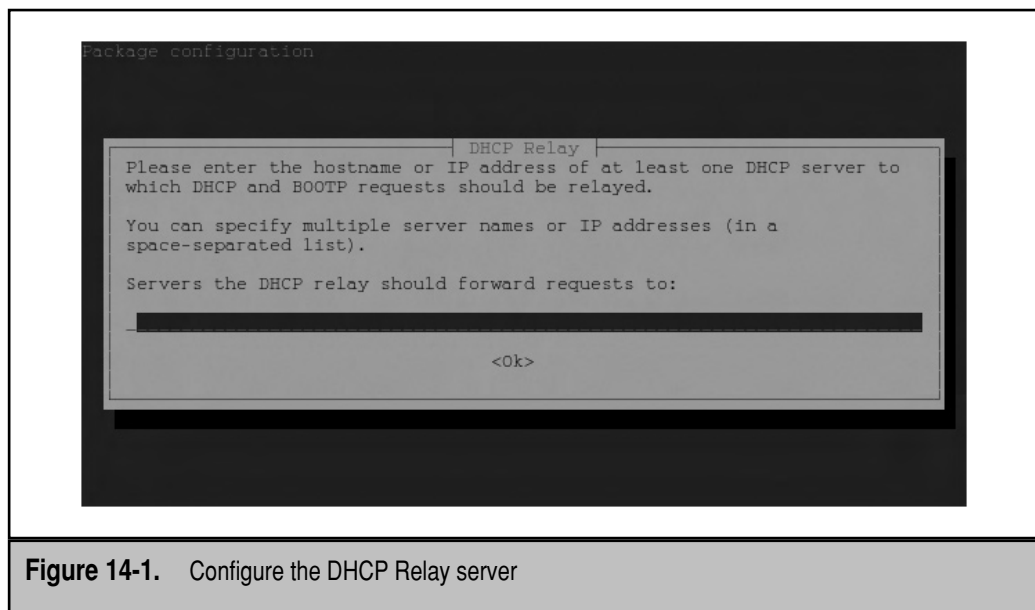 Package configuration
DHCP Relay
Please enter the hostname or IP address of at least one DHCP server to
which DHCP and BOOTP requests should be relayed.
You can specify multiple server names or IP addresses (in a
space-separated list).
Servers the DHCP relay should forward requests to:
<Ok>
Figure 14-1. Configure the DHCP Relay server